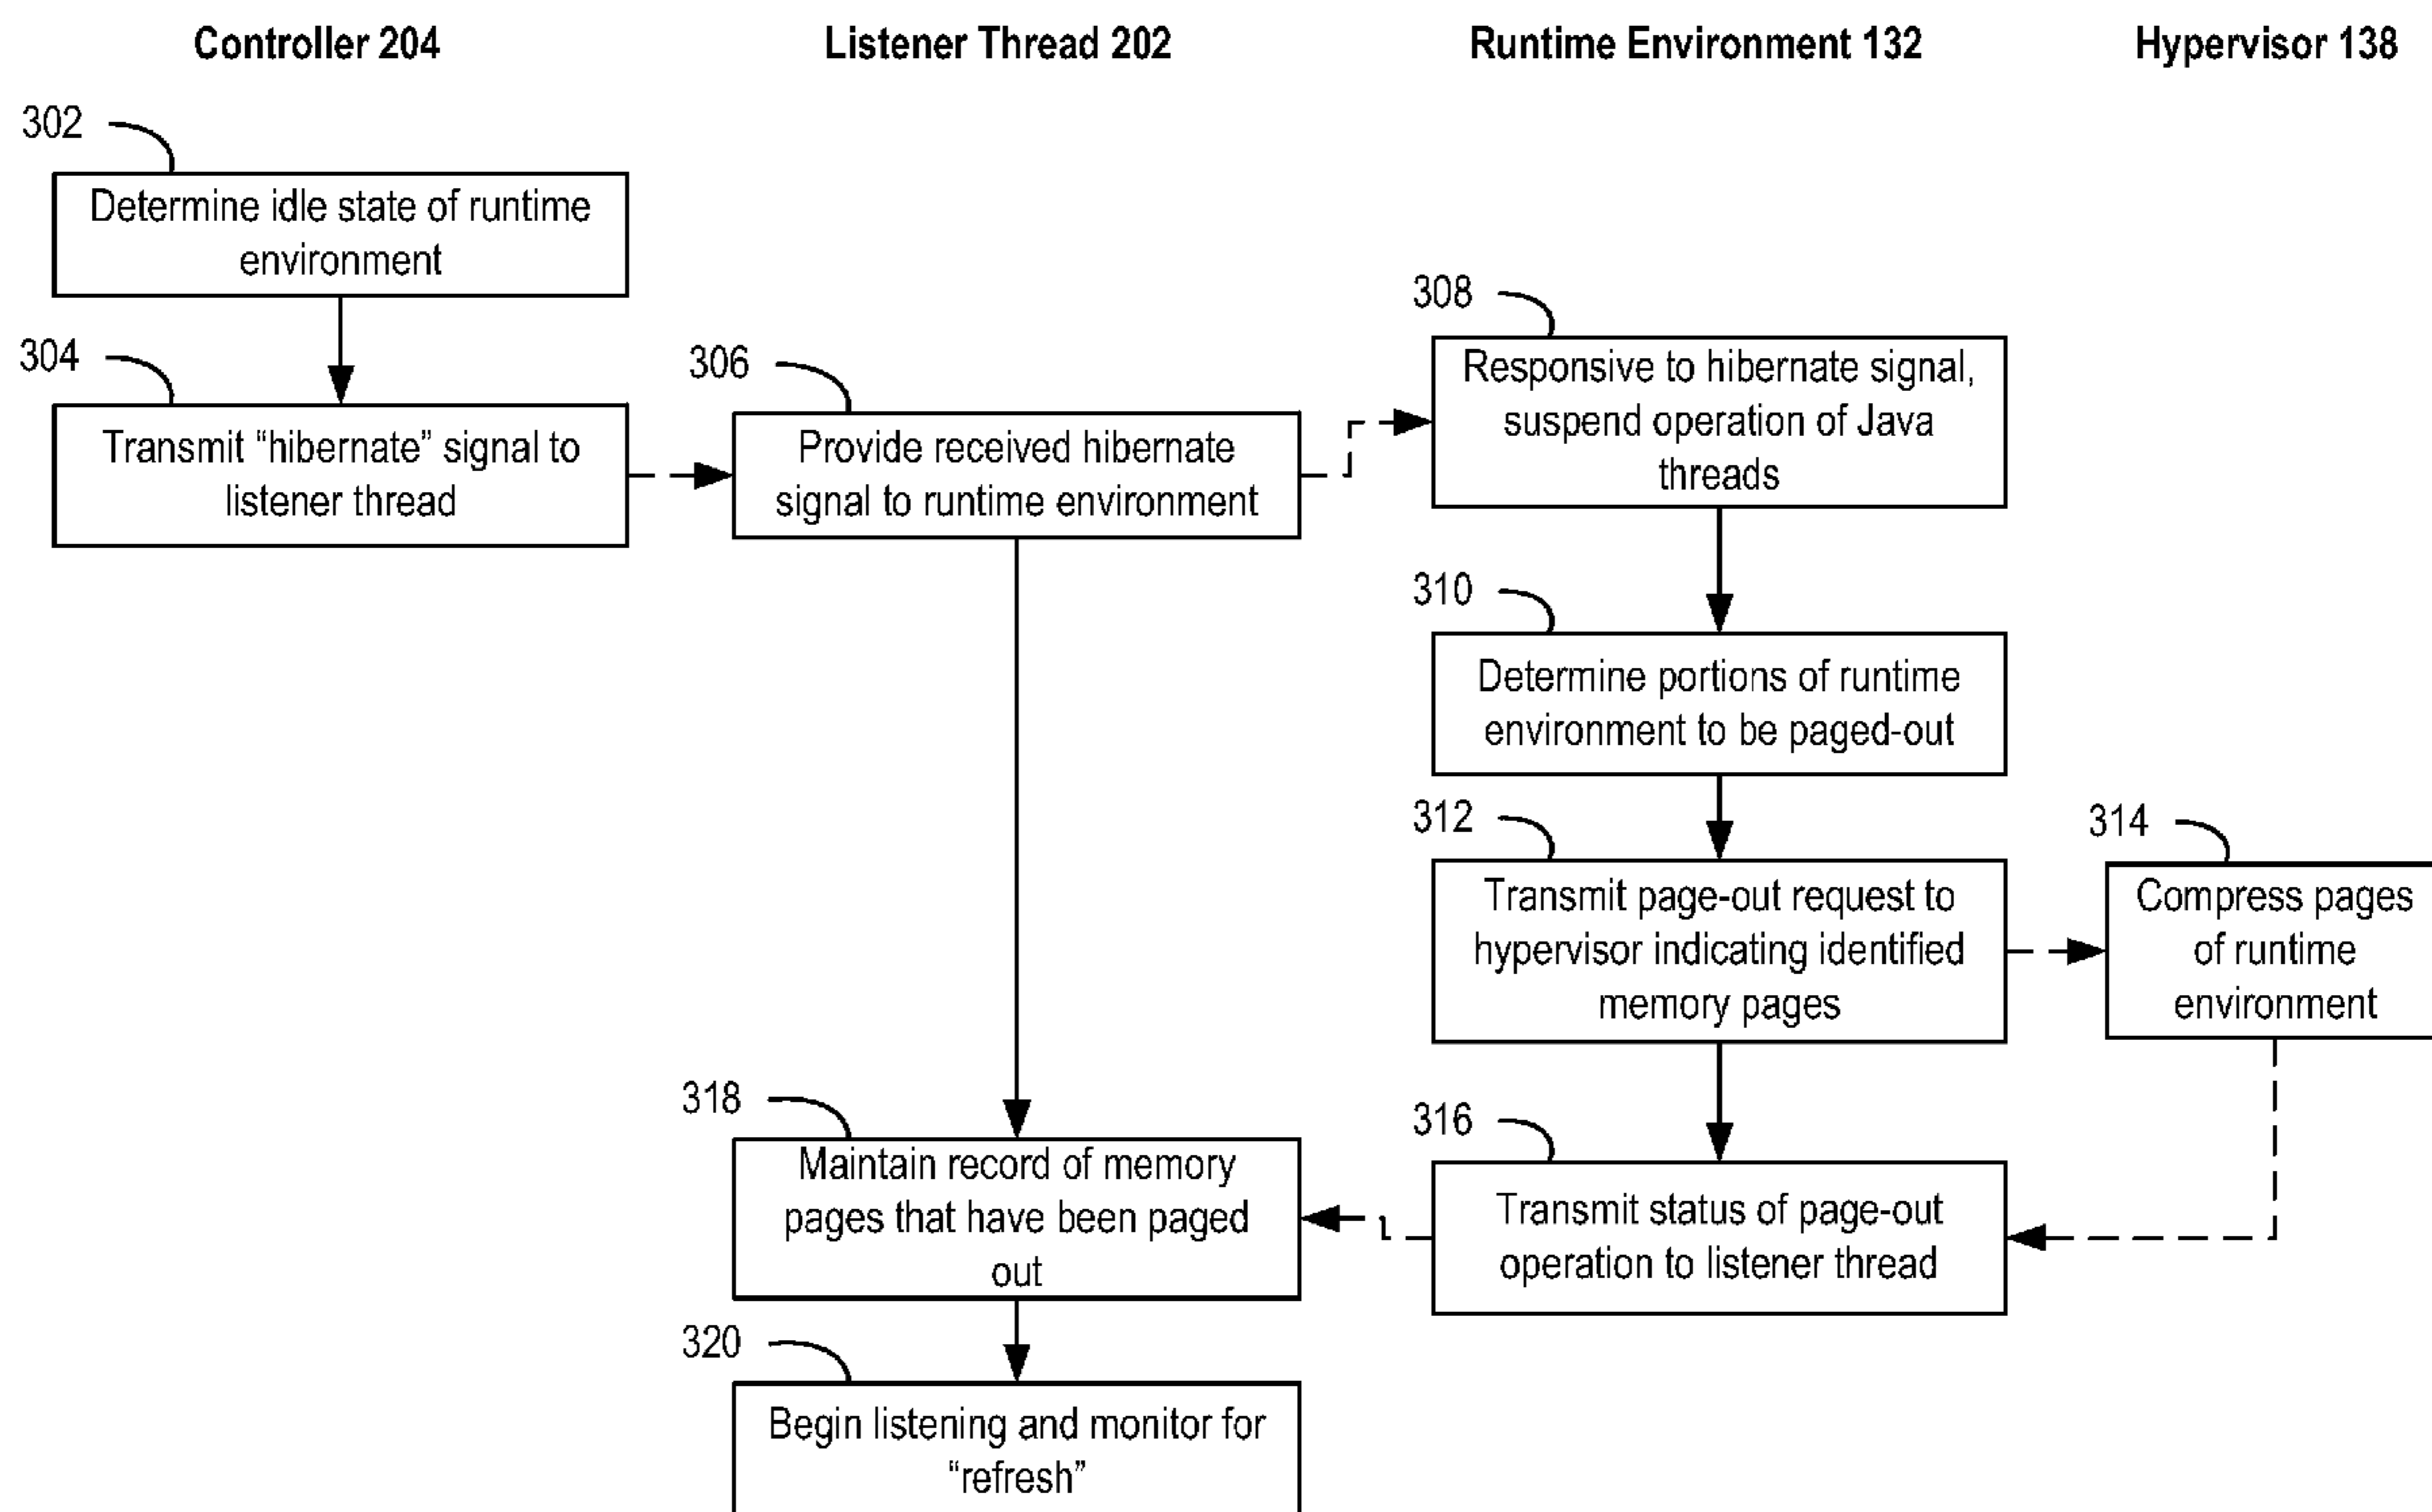 Controller 204
Listener Thread 202
Runtime Environment 132
Hypervisor 138
302
Determine idle state of runtime
environment
304
Transmit “hibernate” signal to
listener thread
306
Provide received hibernate
signal to runtime environment
308
Responsive to hibernate signal,
suspend operation of Java
threads
310
Determine portions of runtime
environment to be paged-out
312
Transmit page-out request to
hypervisor indicating identified
memory pages
314
Compress pages
of runtime
environment
316
Transmit status of page-out
operation to listener thread
318
Maintain record of memory
pages that have been paged
out
320
Begin listening and monitor for
“refresh”